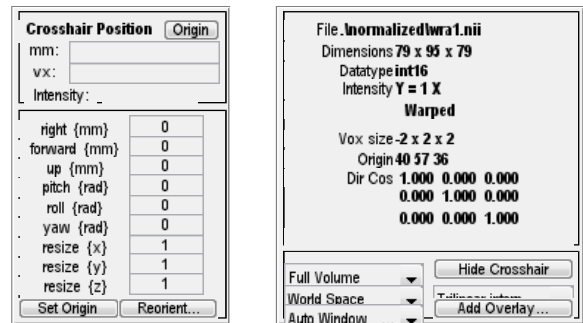 Crosshair Position Origin
mm:
vx:
Intensity:
right {mm} 0
forward {mm} 0
up {mm} 0
pitch {rad} 0
roll {rad} 0
yaw {rad} 0
resize {x} 1
resize {y} 1
resize {z} 1
Set Origin Reorient...
File .\normalized\wra1.nii
Dimensions 79 x 95 x 79
Datatype int16
Intensity Y = 1 X
Warped
Vox size -2 x 2 x 2
Origin 40 57 36
Dir Cos 1.000 0.000 0.000
0.000 1.000 0.000
0.000 0.000 1.000
Full Volume Hide Crosshair
World Space Trilinear interp
Auto Window Add Overlay...